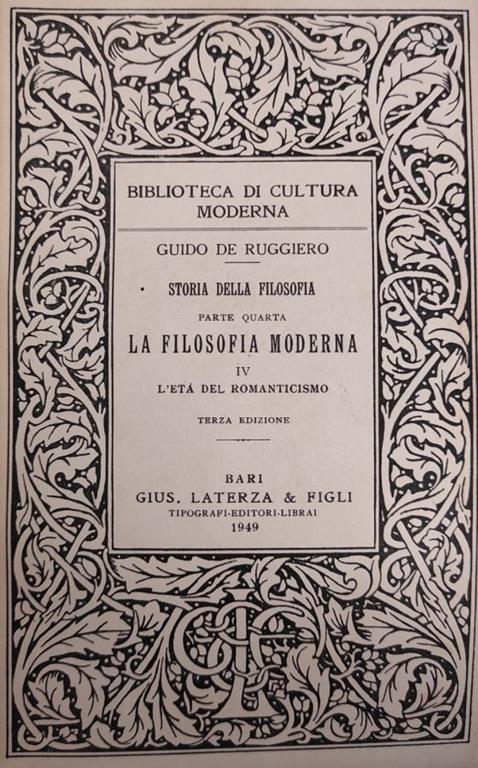 BIBLIOTECA DI CULTURA
MODERNA
GUIDO DE RUGGIERO
STORIA DELLA FILOSOFIA
PARTE QUARTA
LA FILOSOFIA MODERNA
IV
L'ETÁ DEL ROMANTICISMO
TERZA EDIZIONE
BARI
GIUS. LATERZA & FIGLI
TIPOGRAFI-EDITORI-LIBRAI
1949